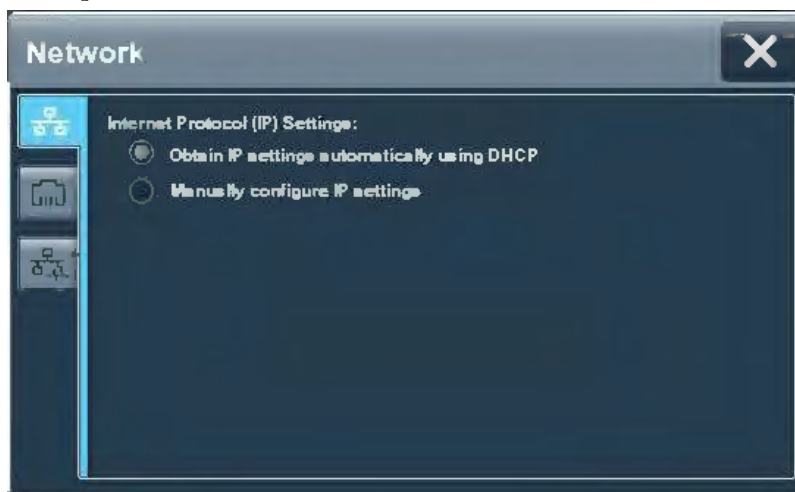 Network
Internet Protocol (IP) Settings:
Obtain IP settings automatically using DHCP
Manually configure IP settings